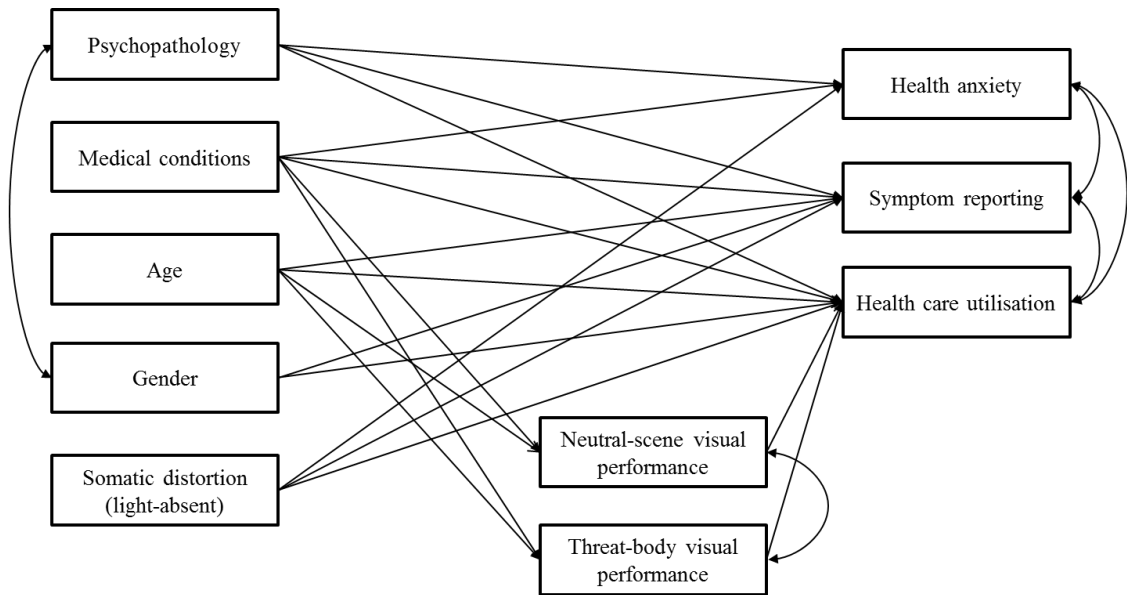 Psychopathology
Medical conditions
Age
Gender
Somatic distortion
(light-absent)
Health anxiety
Symptom reporting
Health care utilisation
Neutral-scene visual
performance
Threat-body visual
performance